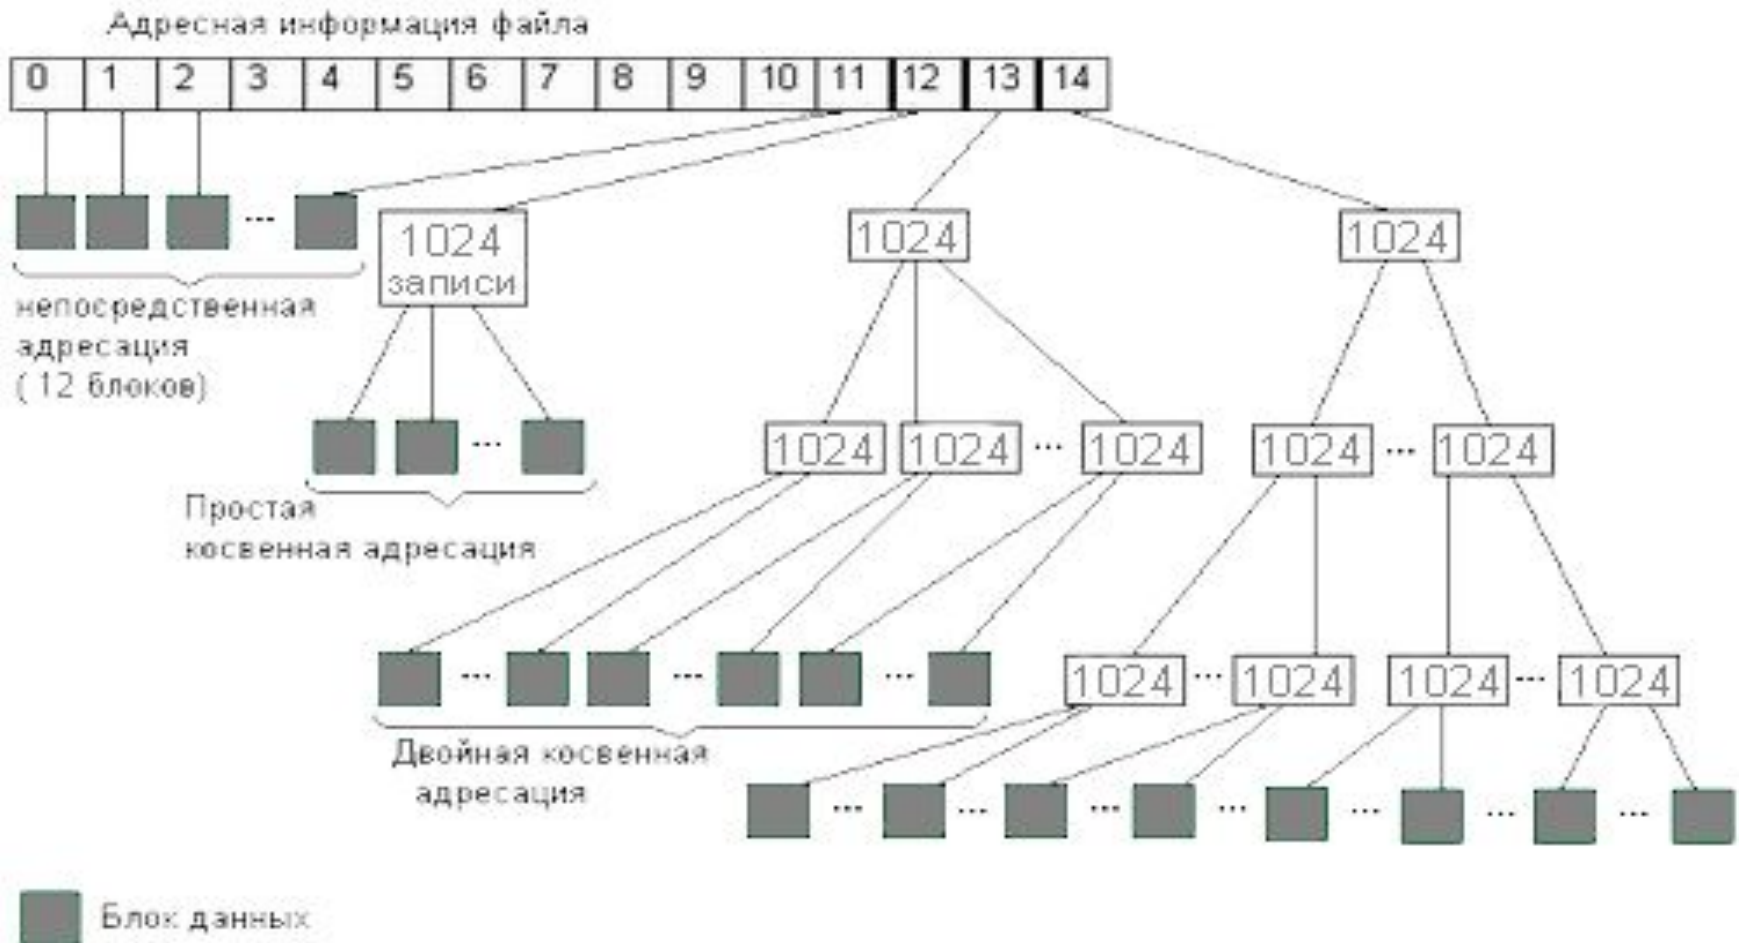 Адресная информация файла
0 1 2 3 4 5 6 7 8 9 10 11 12 13 14
1024
записи
1024
1024
непосредственная
адресация
( 12 блоков)
1024 1024 ... 1024 1024 ... 1024
Простая
косвенная адресация
1024 ... 1024 1024 ... 1024
Двойная косвенная
адресация
Блок данных